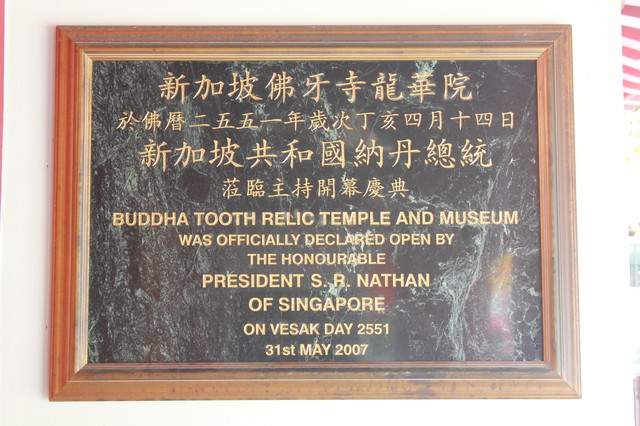 新加坡佛牙寺龍華院
於佛曆二五五一年歲次丁亥四月十四日
新加坡共和國納丹總統
蒞臨主持開幕慶典
BUDDHA TOOTH RELIC TEMPLE AND MUSEUM
WAS OFFICIALLY DECLARED OPEN BY
THE HONOURABLE
PRESIDENT S. R. NATHAN
OF SINGAPORE
ON VESAK DAY 2551
31st MAY 2007